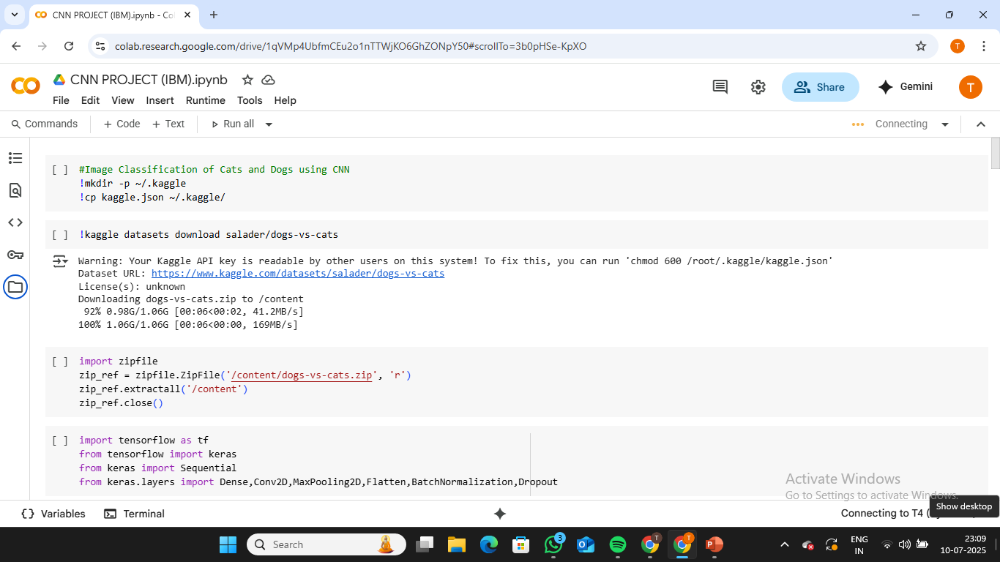 CNN PROJECT (IBM).ipynb - Co
colab.research.google.com/drive/1qVMp4UbfmCEu2o1nTTWjKO6GhZONpY50#scrollTo=3b0pHSe-KpXO
T
CNN PROJECT (IBM).ipynb
File Edit View Insert Runtime Tools Help
Share
Gemini
T
Commands + Code + Text Run all
Connecting
[ ] #Image Classification of Cats and Dogs using CNN
!mkdir -p ~/.kaggle
!cp kaggle.json ~/.kaggle/
[ ] !kaggle datasets download salader/dogs-vs-cats
Warning: Your Kaggle API key is readable by other users on this system! To fix this, you can run 'chmod 600 /root/.kaggle/kaggle.json'
Dataset URL: https://www.kaggle.com/datasets/salader/dogs-vs-cats
License(s): unknown
Downloading dogs-vs-cats.zip to /content
92% 0.98G/1.06G [00:06<00:02, 41.2MB/s]
100% 1.06G/1.06G [00:06<00:00, 169MB/s]
[ ] import zipfile
zip_ref = zipfile.ZipFile('/content/dogs-vs-cats.zip', 'r')
zip_ref.extractall('/content')
zip_ref.close()
[ ] import tensorflow as tf
from tensorflow import keras
from keras import Sequential
from keras.layers import Dense,Conv2D,MaxPooling2D,Flatten,BatchNormalization,Dropout
Activate Windows
Go to Settings to activate Windows.
Show desktop
Variables Terminal
Connecting to T4
Search
3
T
T
P
ENG
IN
23:09
10-07-2025